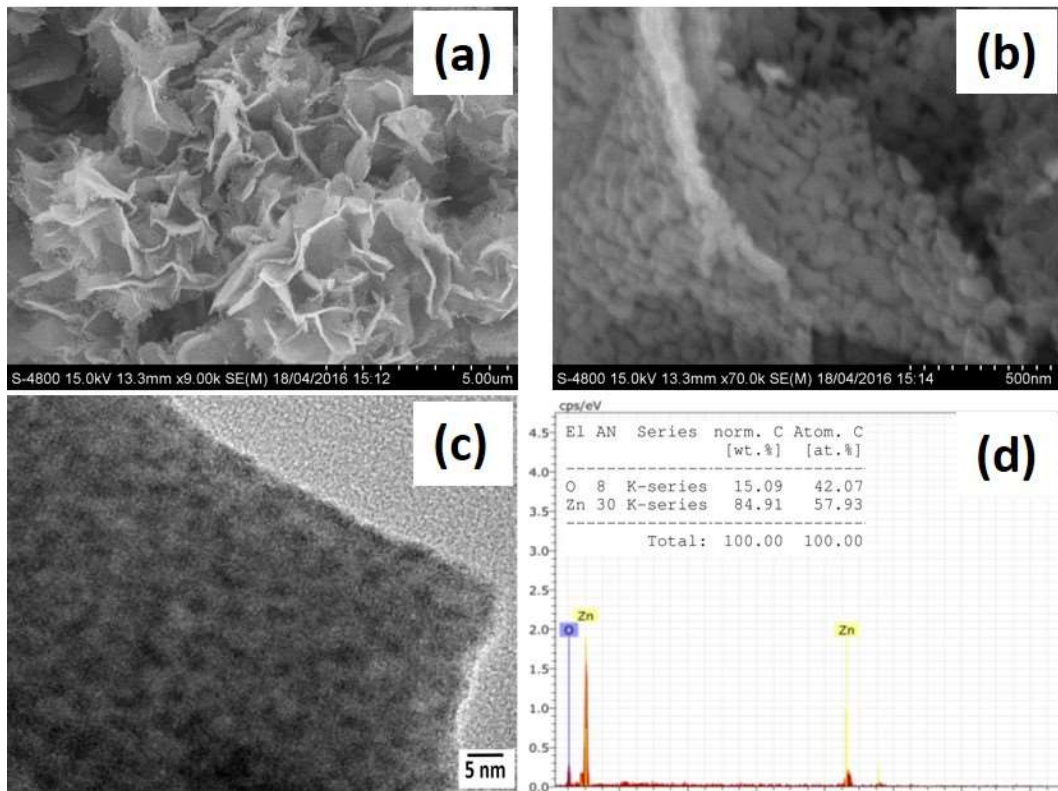 (a)
S-4800 15.0kV 13.3mm x9.00k SE(M) 18/04/2016 15:12 5.00um
(b)
S-4800 15.0kV 13.3mm x70.0k SE(M) 18/04/2016 15:14 500nm
(c)
5 nm
(d)
cps/eV
El AN Series norm. C Atom. C
[wt.%] [at.%]
O 8 K-series 15.09 42.07
Zn 30 K-series 84.91 57.93
Total: 100.00 100.00
4.5
4.0
3.5
3.0
2.5
2.0
1.5
1.0
0.5
0.0
O
Zn
Zn